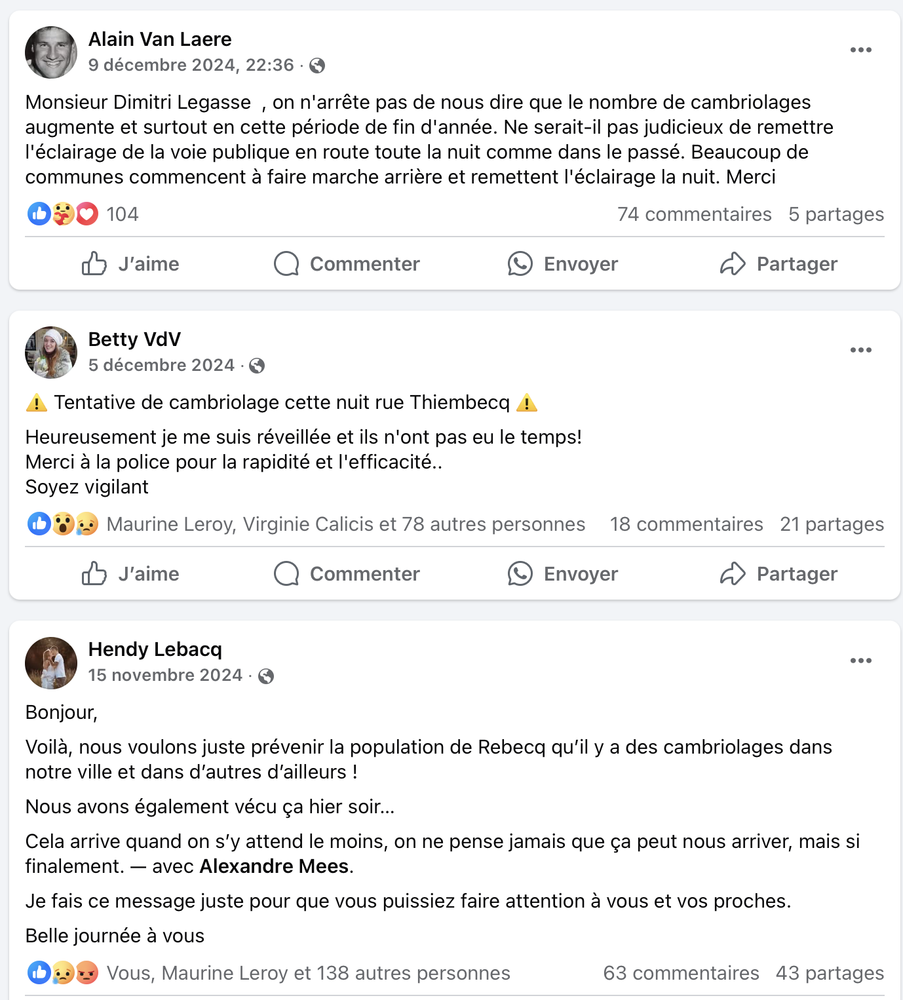 Alain Van Laere
9 décembre 2024, 22:36 ·
Monsieur Dimitri Legasse  , on n'arrête pas de nous dire que le nombre de cambriolages
augmente et surtout en cette période de fin d'année. Ne serait-il pas judicieux de remettre
l'éclairage de la voie publique en route toute la nuit comme dans le passé. Beaucoup de
communes commencent à faire marche arrière et remettent l'éclairage la nuit. Merci
104 74 commentaires 5 partages
J’aime Commenter Envoyer Partager
Betty VdV
5 décembre 2024 ·
⚠️ Tentative de cambriolage cette nuit rue Thiembecq ⚠️
Heureusement je me suis réveillée et ils n'ont pas eu le temps!
Merci à la police pour la rapidité et l'efficacité..
Soyez vigilant
Maurine Leroy, Virginie Calicis et 78 autres personnes 18 commentaires 21 partages
J’aime Commenter Envoyer Partager
Hendy Lebacq
15 novembre 2024 ·
Bonjour,
Voilà, nous voulons juste prévenir la population de Rebecq qu’il y a des cambriolages dans
notre ville et dans d’autres d’ailleurs !
Nous avons également vécu ça hier soir...
Cela arrive quand on s’y attend le moins, on ne pense jamais que ça peut nous arriver, mais si
finalement. — avec Alexandre Mees.
Je fais ce message juste pour que vous puissiez faire attention à vous et vos proches.
Belle journée à vous
Vous, Maurine Leroy et 138 autres personnes 63 commentaires 43 partages